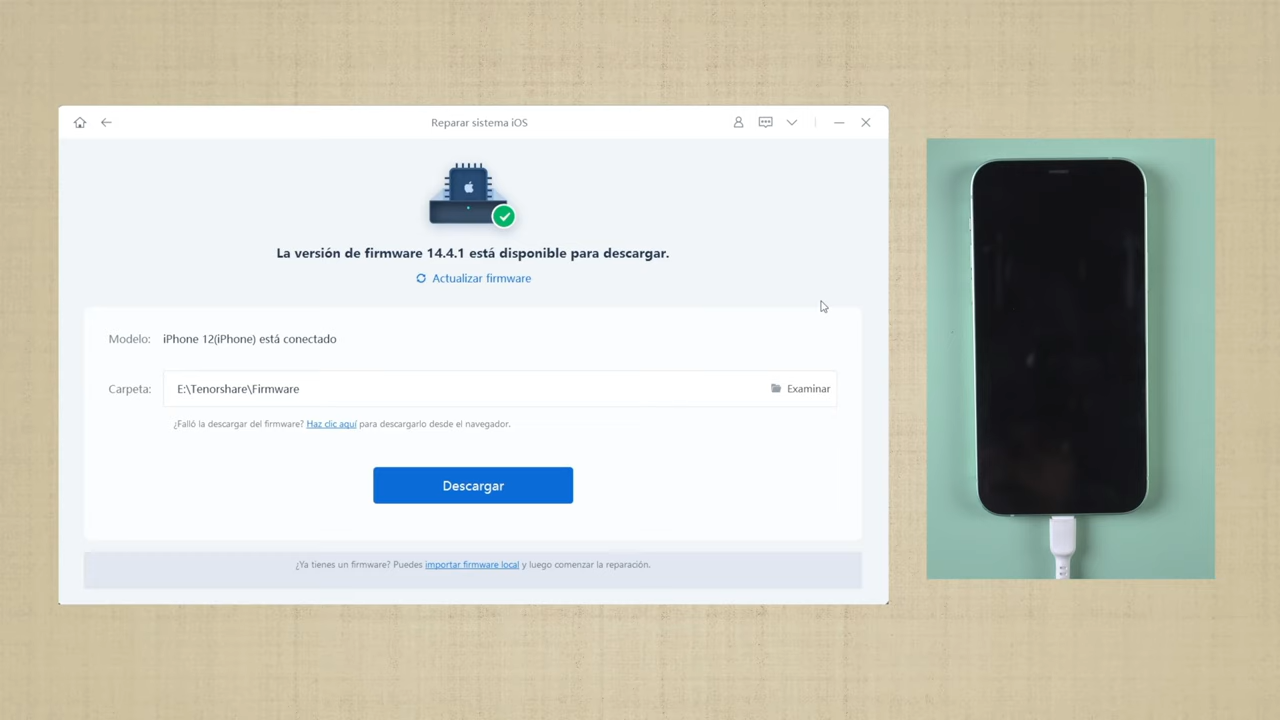 Reparar sistema iOS
La versión de firmware 14.4.1 está disponible para descargar.
Actualizar firmware
Modelo: iPhone 12(iPhone) está conectado
Carpeta: E:\Tenorshare\Firmware Examinar
¿Falló la descargar del firmware? Haz clic aquí para descargarlo desde el navegador.
Descargar
¿Ya tienes un firmware? Puedes importar firmware local y luego comenzar la reparación.